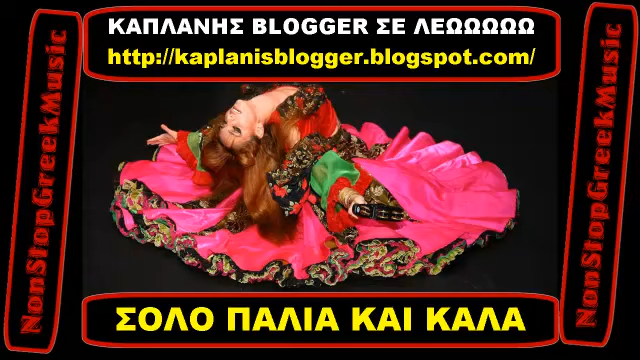 ΚΑΠΛΑΝΗΣ BLOGGER ΣΕ ΛΕΩΩΩΩΩ
http://kaplanisblogger.blogspot.com/
NonStopGreekMusic
NonStopGreekMusic
ΣΟΛΟ ΠΑΛΙΑ ΚΑΙ ΚΑΛΑ